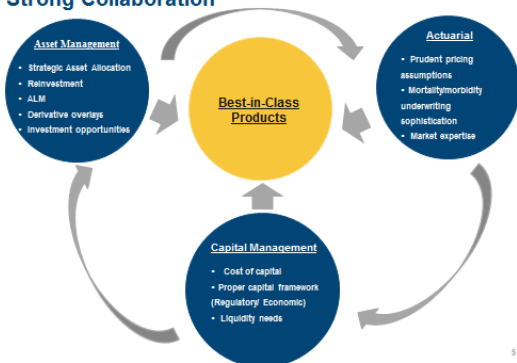 Strong Collaboration
Asset Management
• Strategic Asset Allocation
• Reinvestment
• ALM
• Derivative overlays
• Investment opportunities
Best-in-Class
Products
Actuarial
• Prudent pricing
assumptions
• Mortality/morbidity
underwriting
sophistication
• Market expertise
Capital Management
• Cost of capital
• Proper capital framework
(Regulatory/ Economic)
• Liquidity needs
5